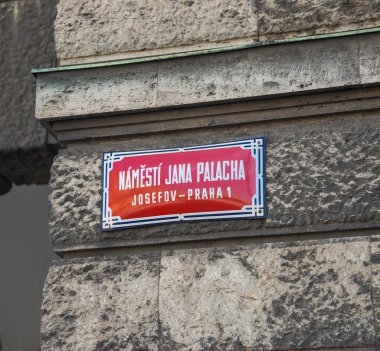 NÁMĚSTÍ JANA PALACHA
JOSEFOV-PRAHA 1